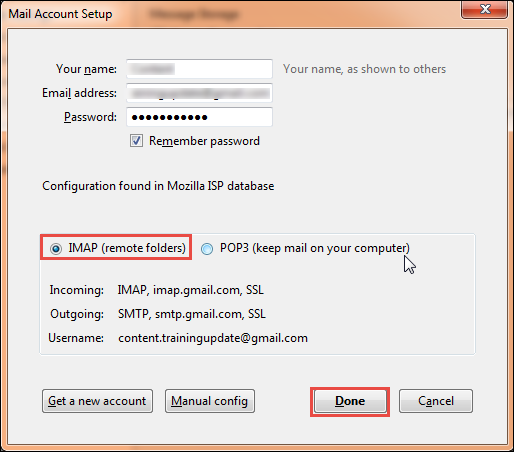 Mail Account Setup
Your name:
Your name, as shown to others
Email address:
Password: ●●●●●●●●●●●
Remember password
Configuration found in Mozilla ISP database
IMAP (remote folders) POP3 (keep mail on your computer)
Incoming: IMAP, imap.gmail.com, SSL
Outgoing: SMTP, smtp.gmail.com, SSL
Username: content.trainingupdate@gmail.com
Get a new account Manual config Done Cancel